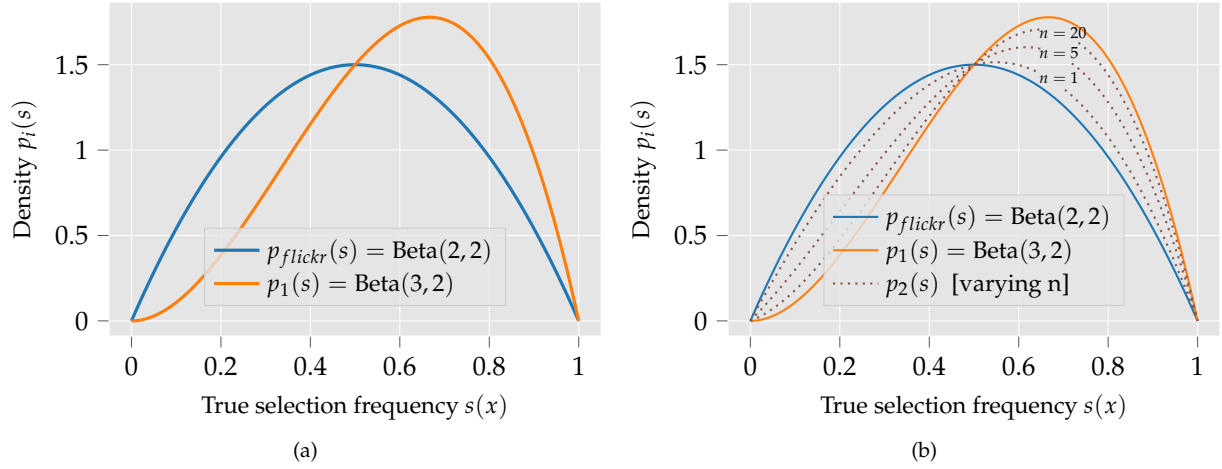 Density p_i(s)
1.5
1
0.5
0
0
0.2
0.4
0.6
0.8
1
p_flickr(s) = Beta(2, 2)
p_1(s) = Beta(3, 2)
True selection frequency s(x)
(a)
Density p_i(s)
1.5
1
0.5
0
0
0.2
0.4
0.6
0.8
1
n = 20
n = 5
n = 1
p_flickr(s) = Beta(2, 2)
p_1(s) = Beta(3, 2)
p_2(s) [varying n]
True selection frequency s(x)
(b)